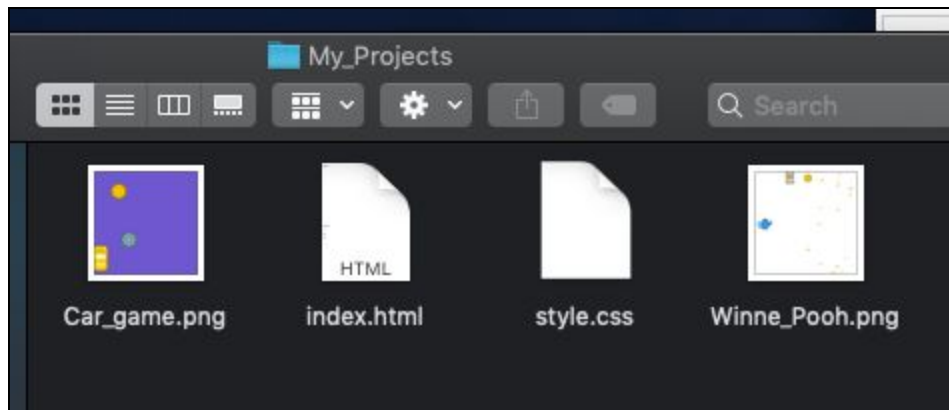 My_Projects
Search
HTML
Car_game.png index.html style.css Winne_Pooh.png